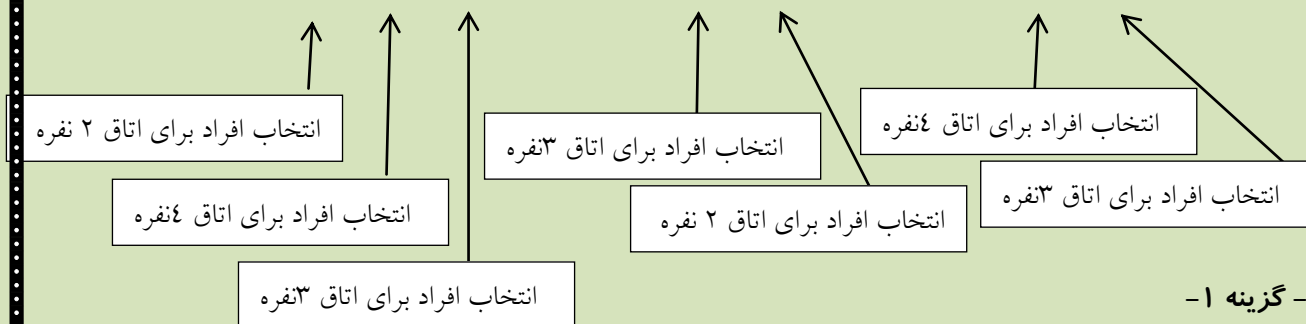 انتخاب افراد برای اتاق ٤نفره
انتخاب افراد برای اتاق ۳نفره
انتخاب افراد برای اتاق ۳نفره
انتخاب افراد برای اتاق ۲ نفره
انتخاب افراد برای اتاق ۲ نفره
انتخاب افراد برای اتاق ٤نفره
انتخاب افراد برای اتاق ۳نفره
- گزینه ۱-